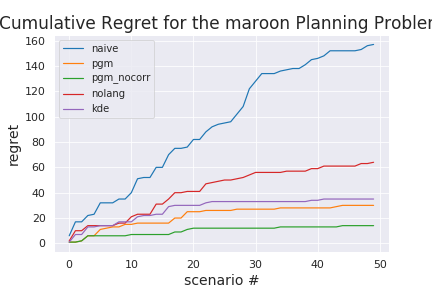 Cumulative Regret for the maroon Planning Problem
160
140
120
100
80
60
40
20
0
regret
naive
pgm
pgm_nocorr
nolang
kde
0
10
20
30
40
50
scenario #